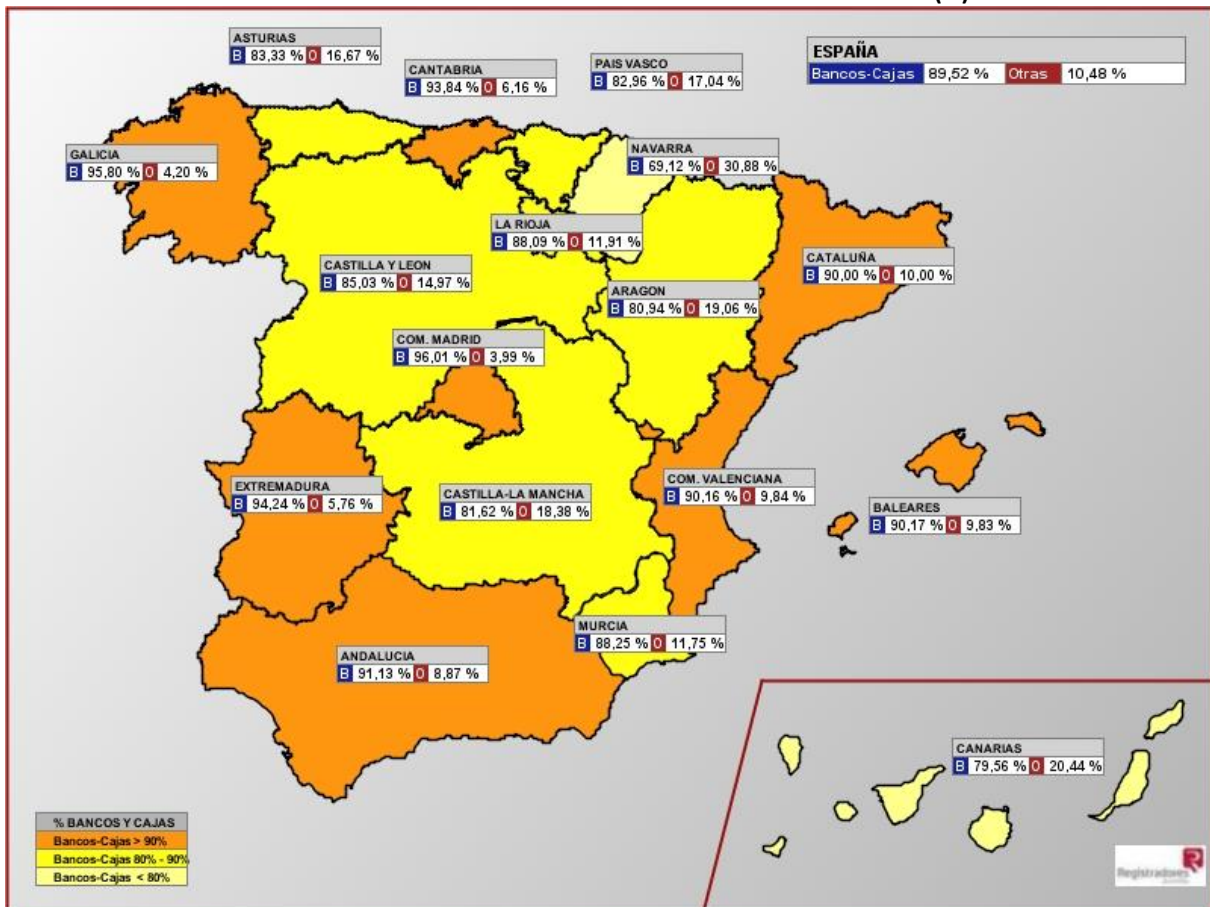 ASTURIAS
B 83,33 % O 16,67 %
CANTABRIA
B 93,84 % O 6,16 %
PAIS VASCO
B 82,96 % O 17,04 %
ESPAÑA
Bancos-Cajas 89,52 % Otras 10,48 %
GALICIA
B 95,80 % O 4,20 %
NAVARRA
B 69,12 % O 30,88 %
LA RIOJA
B 88,09 % O 11,91 %
CASTILLA Y LEON
B 85,03 % O 14,97 %
CATALUÑA
B 90,00 % O 10,00 %
ARAGON
B 80,94 % O 19,06 %
COM. MADRID
B 96,01 % O 3,99 %
EXTREMADURA
B 94,24 % O 5,76 %
CASTILLA-LA MANCHA
B 81,62 % O 18,38 %
COM. VALENCIANA
B 90,16 % O 9,84 %
BALEARES
B 90,17 % O 9,83 %
MURCIA
B 88,25 % O 11,75 %
ANDALUCIA
B 91,13 % O 8,87 %
CANARIAS
B 79,56 % O 20,44 %
% BANCOS Y CAJAS
Bancos-Cajas > 90%
Bancos-Cajas 80% - 90%
Bancos-Cajas < 80%
Registradores